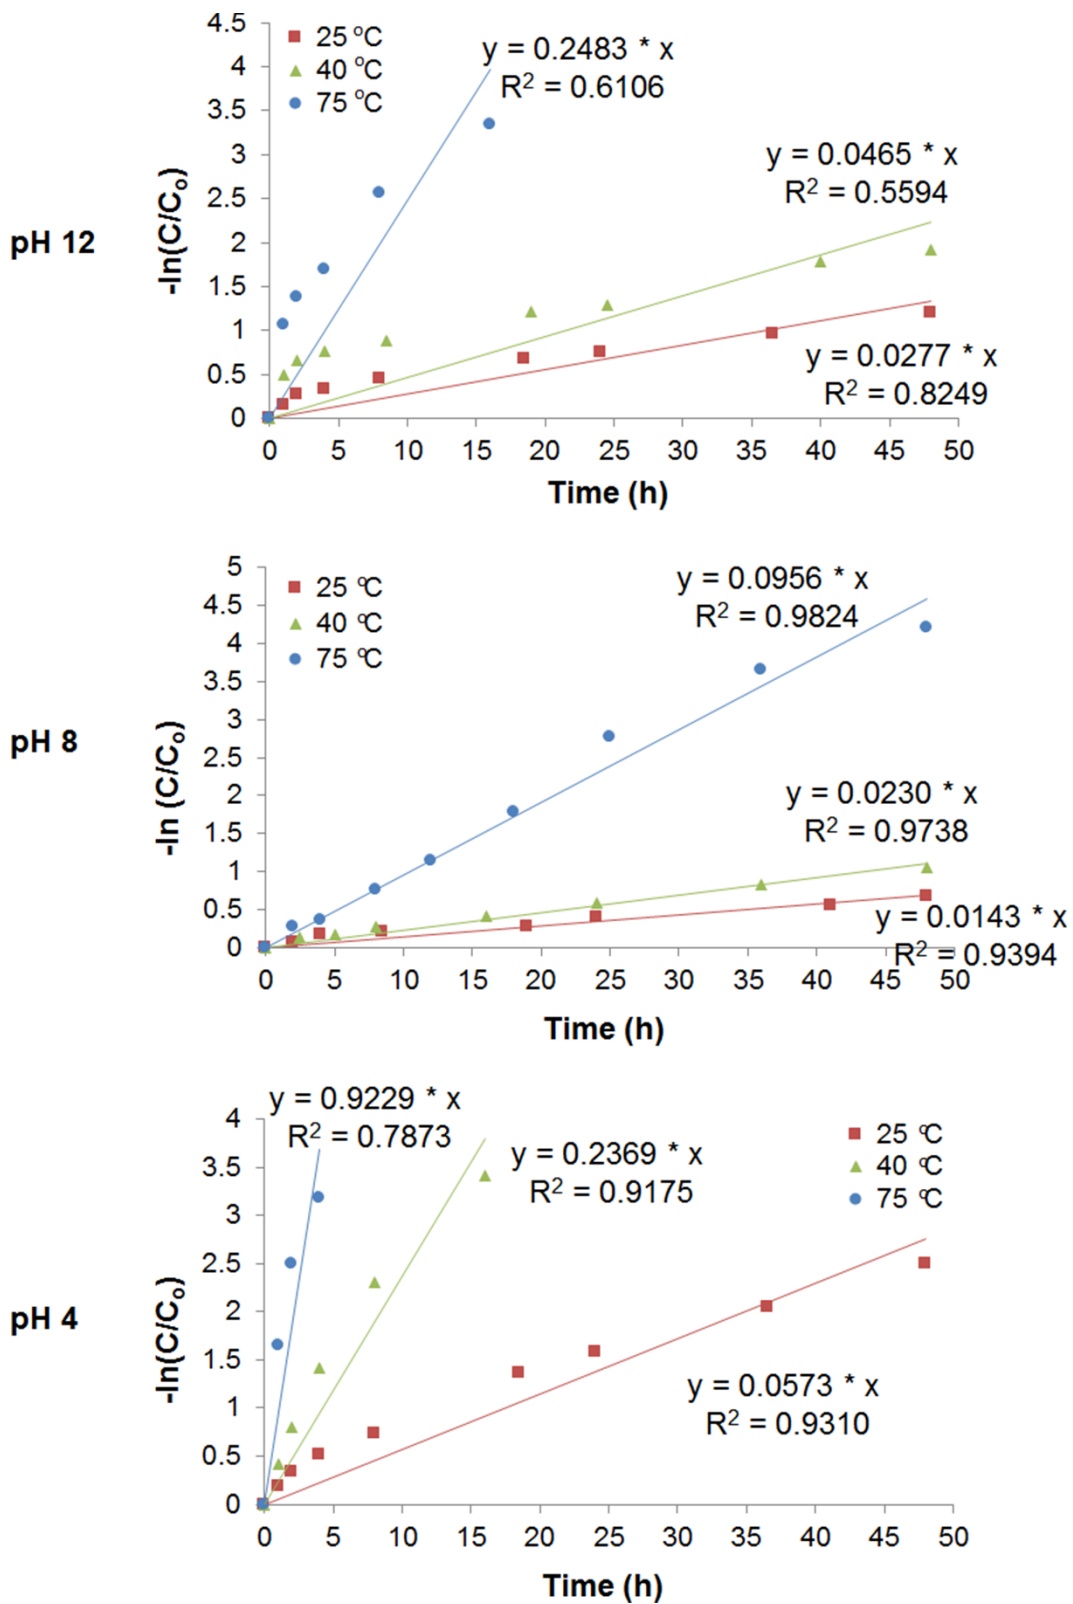 pH 12
-ln(C/Cₒ)
4.5
4
3.5
3
2.5
2
1.5
1
0.5
0
25 °C
40 °C
75 °C
y = 0.2483 * x
R² = 0.6106
y = 0.0465 * x
R² = 0.5594
y = 0.0277 * x
R² = 0.8249
0 5 10 15 20 25 30 35 40 45 50
Time (h)
pH 8
-ln (C/Cₒ)
5
4.5
4
3.5
3
2.5
2
1.5
1
0.5
0
25 °C
40 °C
75 °C
y = 0.0956 * x
R² = 0.9824
y = 0.0230 * x
R² = 0.9738
y = 0.0143 * x
R² = 0.9394
0 5 10 15 20 25 30 35 40 45 50
Time (h)
pH 4
-ln(C/Cₒ)
4
3.5
3
2.5
2
1.5
1
0.5
0
y = 0.9229 * x
R² = 0.7873
y = 0.2369 * x
R² = 0.9175
25 °C
40 °C
75 °C
y = 0.0573 * x
R² = 0.9310
0 5 10 15 20 25 30 35 40 45 50
Time (h)